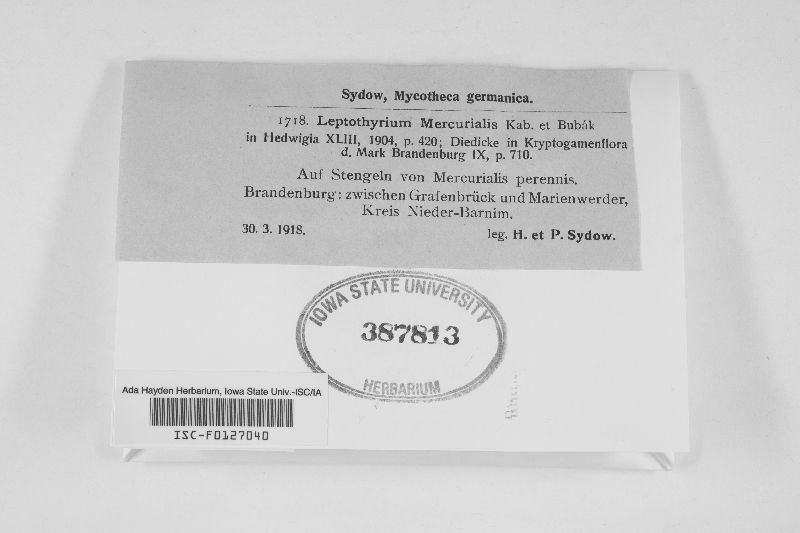 Sydow, Mycotheca germanica.
1718. Leptothyrium Mercurialis Kab. et Bubák
in Hedwigia XLIII, 1904, p. 420; Diedicke in Kryptogamenflora
d. Mark Brandenburg IX, p. 710.
Auf Stengeln von Mercurialis perennis.
Brandenburg: zwischen Grafenbrück und Marienwerder,
Kreis Nieder-Barnim.
30. 3. 1918. leg. H. et P. Sydow.
IOWA STATE UNIVERSITY
387813
HERBARIUM
Ada Hayden Herbarium, Iowa State Univ.-ISC/IA
ISC-F0127040